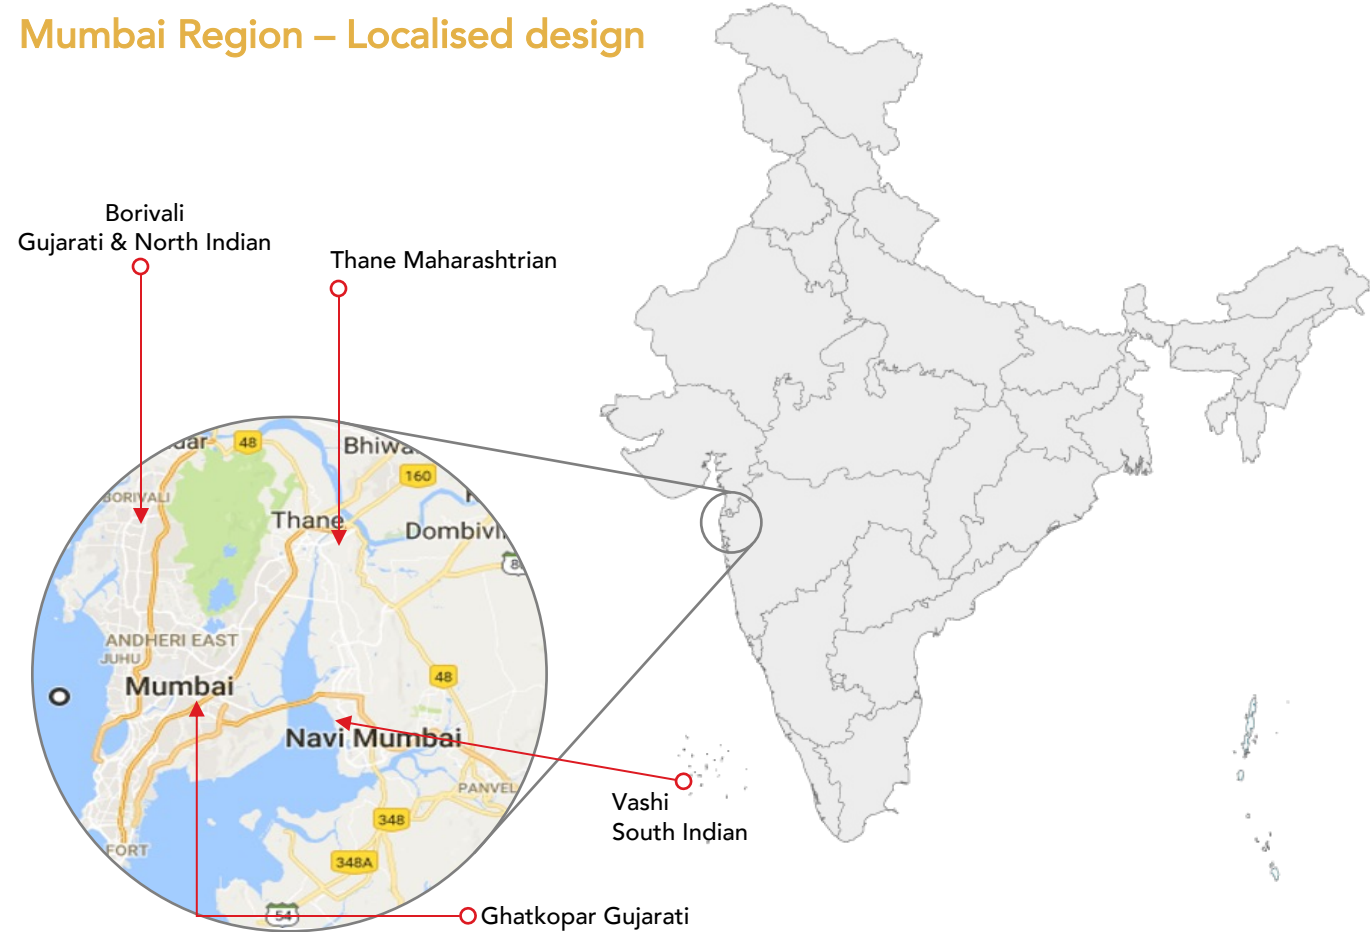 Mumbai Region – Localised design
Borivali
Gujarati & North Indian
Thane Maharashtrian
48
Bhiwa
160
BORIVALI
Thane
Dombivli
ANDHERI EAST
JUHU
48
Mumbai
Navi Mumbai
PANVEL
Vashi
South Indian
348
FORT
348A
54
Ghatkopar Gujarati